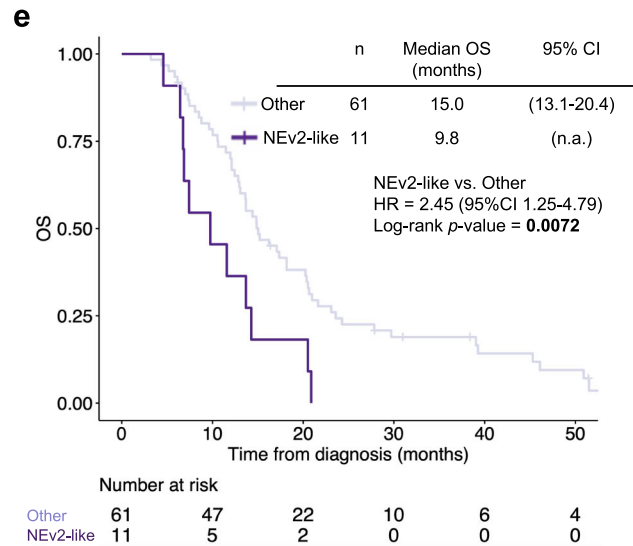 e
n Median OS (months) 95% CI
Other 61 15.0 (13.1-20.4)
NEv2-like 11 9.8 (n.a.)
NEv2-like vs. Other
HR = 2.45 (95%CI 1.25-4.79)
Log-rank p-value = 0.0072
OS
1.00
0.75
0.50
0.25
0.00
0 10 20 30 40 50
Time from diagnosis (months)
Number at risk
Other 61 47 22 10 6 4
NEv2-like 11 5 2 0 0 0